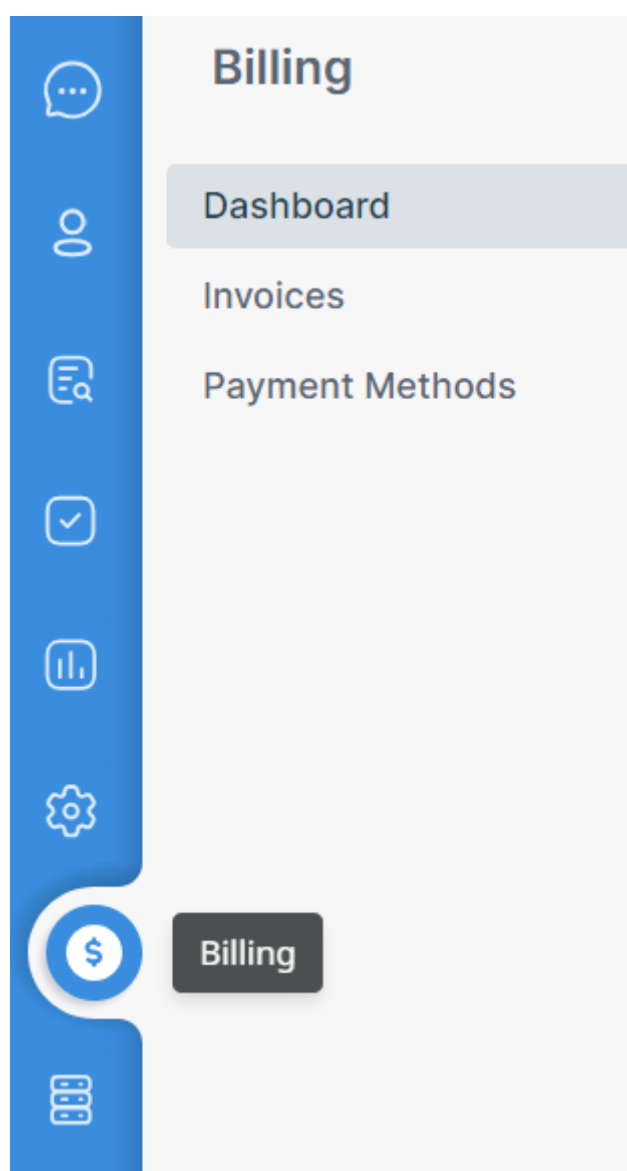 Billing
Dashboard
Invoices
Payment Methods
$
Billing